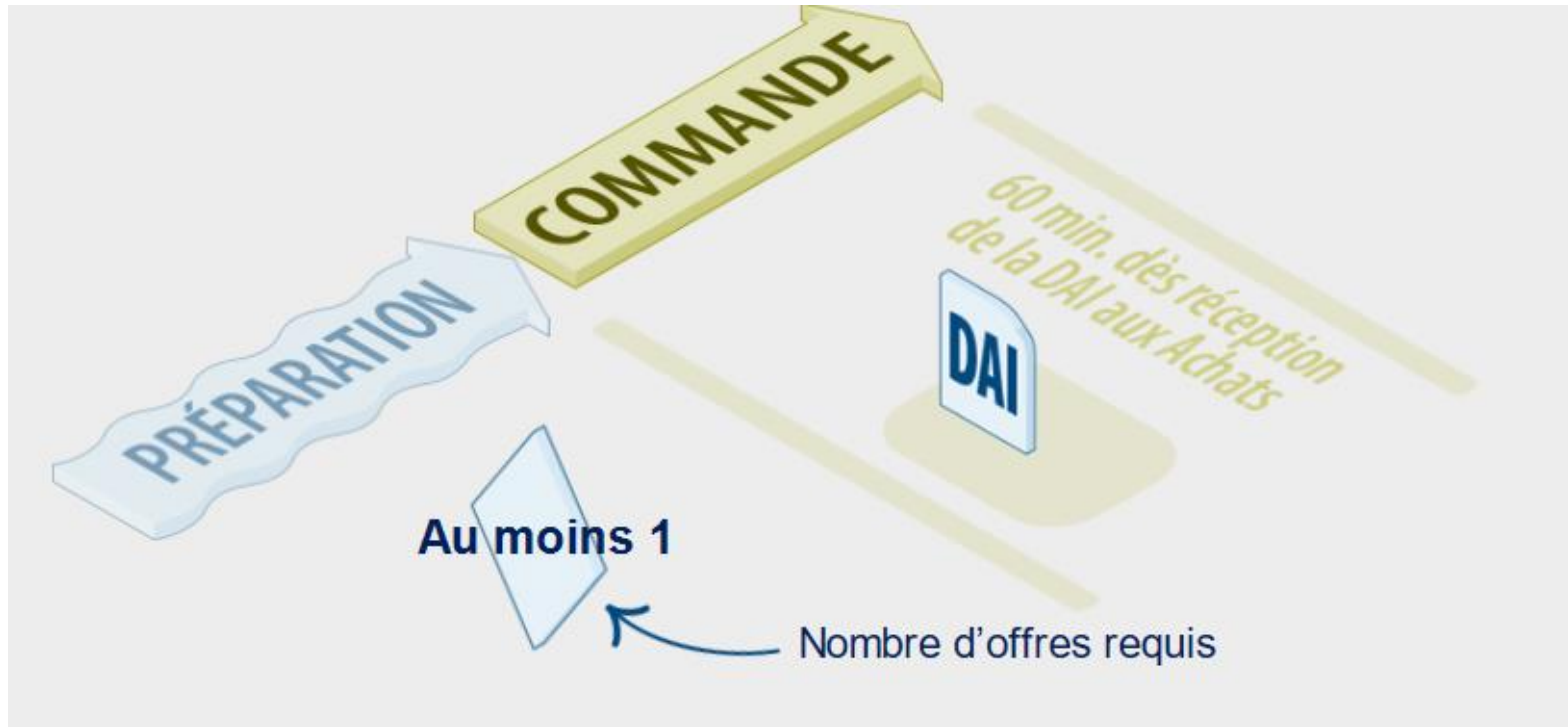 COMMANDE
PRÉPARATION
60 min. dès réception
de la DAI aux Achats
DAI
Au moins 1
Nombre d'offres requis